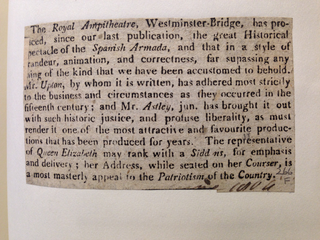 The Royal Ampitheatre, Westminster-Bridge, has pro-
duced, since our last publication, the great Historical
spectacle of the Spanish Armada, and that in a style of
randeur, animation, and correctness, far supassing any
hing of the kind that we have been accustomed to behold.
Mr. Upton, by whom it is written, has adhered most strictly
to the business and circumstances as they occurred in the
fifteenth century; and Mr. Astley, jun. has brought it out
with such historic justice, and profuse liberality, as must
render it one of the most attractive and favourite produc-
tions that has been produced for years. The representative
of Queen Elizabeth may rank with a Siddons, for emphasis
and delivery; her Address, while seated on her Courser, is
a most masterly appeal to the Patriotism of the Country.